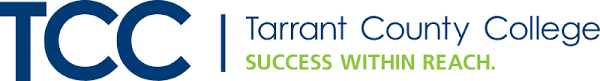 TCC
Tarrant County College
SUCCESS WITHIN REACH.